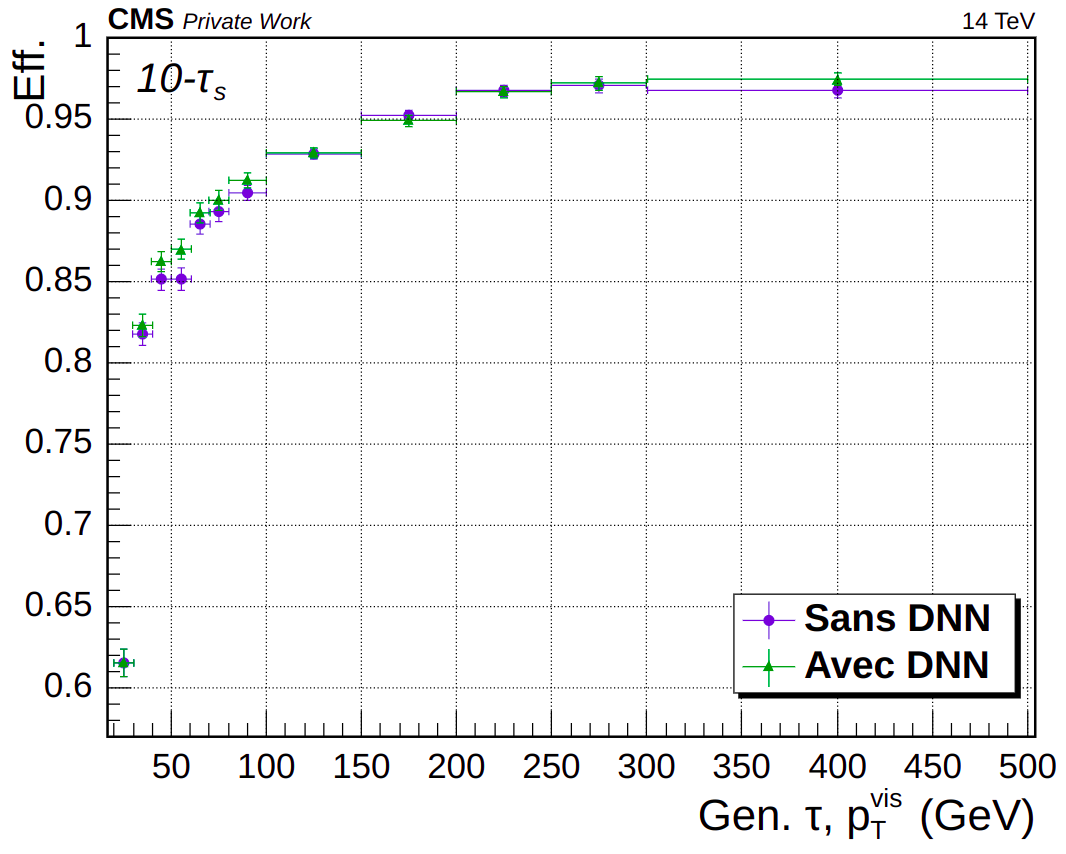 CMS Private Work 14 TeV
Eff.
10-τs
1
0.95
0.9
0.85
0.8
0.75
0.7
0.65
0.6
Sans DNN
Avec DNN
50 100 150 200 250 300 350 400 450 500
Gen. τ, p_T^vis (GeV)